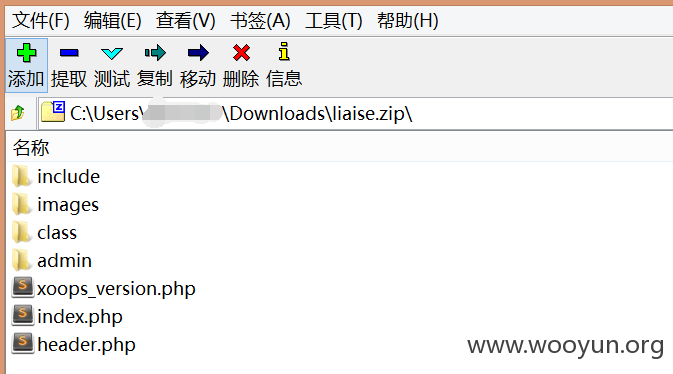 文件(F) 编辑(E) 查看(V) 书签(A) 工具(T) 帮助(H)
添加 提取 测试 复制 移动 删除 信息
C:\Users\ \Downloads\liaise.zip\
名称
include
images
class
admin
xoops_version.php
index.php
header.php
www.wooyun.org